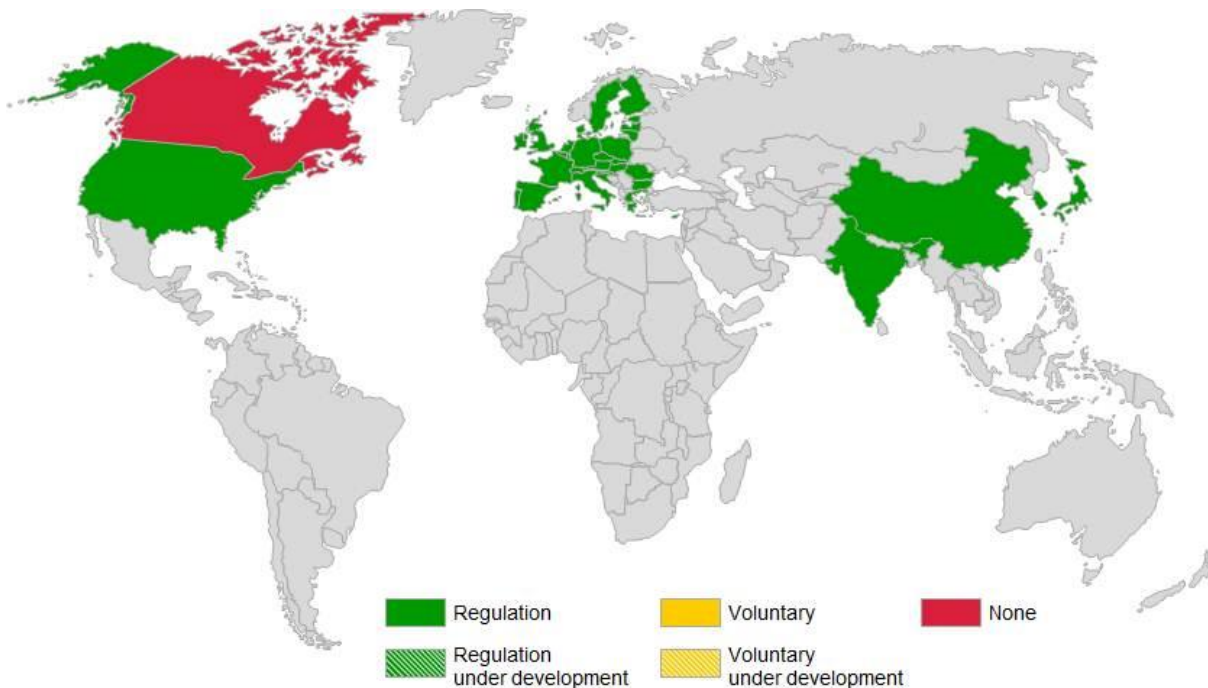 Regulation
Voluntary
None
Regulation
under development
Voluntary
under development